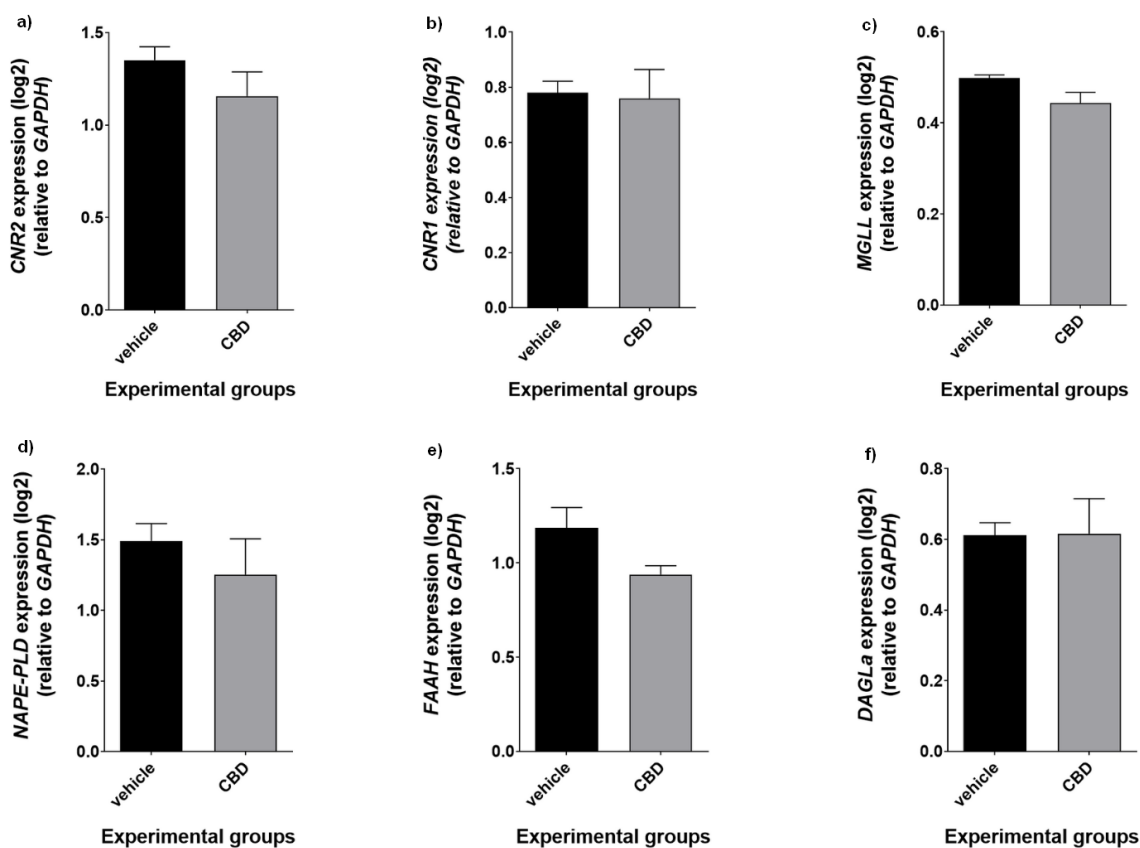 a)
CNR2 expression (log2)
(relative to GAPDH)
1.5
1.0
0.5
0.0
vehicle
CBD
Experimental groups
b)
CNR1 expression (log2)
(relative to GAPDH)
1.0
0.8
0.6
0.4
0.2
0.0
vehicle
CBD
Experimental groups
c)
MGLL expression (log2)
(relative to GAPDH)
0.6
0.4
0.2
0.0
vehicle
CBD
Experimental groups
d)
NAPE-PLD expression (log2)
(relative to GAPDH)
2.0
1.5
1.0
0.5
0.0
vehicle
CBD
Experimental groups
e)
FAAH expression (log2)
(relative to GAPDH)
1.5
1.0
0.5
0.0
vehicle
CBD
Experimental groups
f)
DAGLa expression (log2)
(relative to GAPDH)
0.8
0.6
0.4
0.2
0.0
vehicle
CBD
Experimental groups